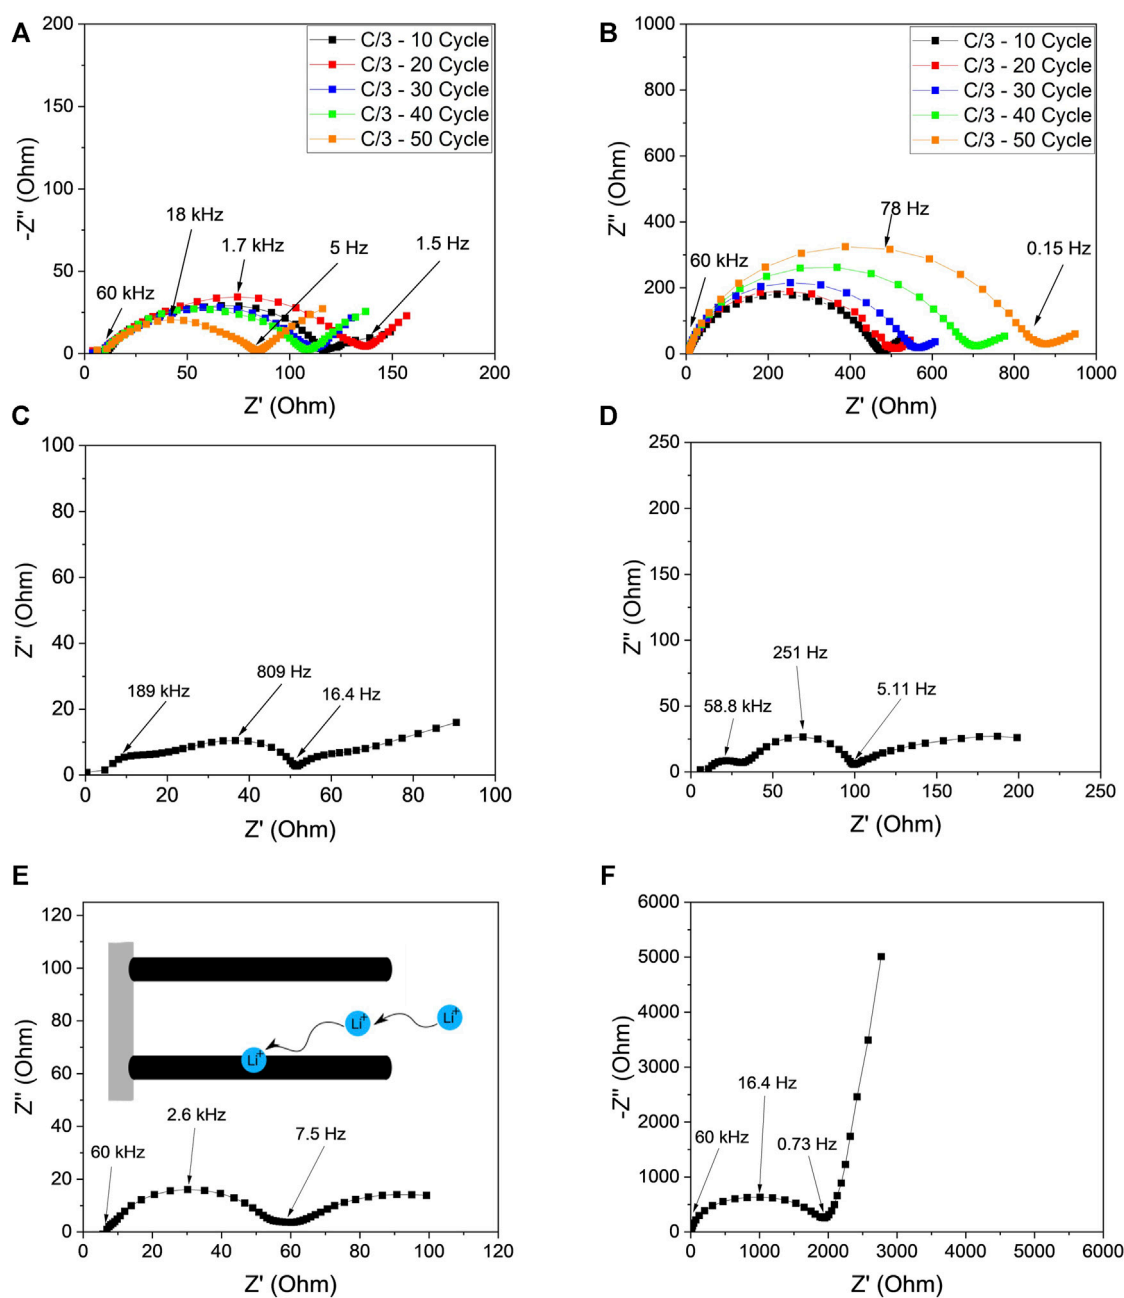 A
200
150
100
50
0
-Z" (Ohm)
C/3 - 10 Cycle
C/3 - 20 Cycle
C/3 - 30 Cycle
C/3 - 40 Cycle
C/3 - 50 Cycle
18 kHz
1.7 kHz
5 Hz
1.5 Hz
60 kHz
0 50 100 150 200
Z' (Ohm)
B
1000
800
600
400
200
0
Z" (Ohm)
C/3 - 10 Cycle
C/3 - 20 Cycle
C/3 - 30 Cycle
C/3 - 40 Cycle
C/3 - 50 Cycle
78 Hz
60 kHz
0.15 Hz
0 200 400 600 800 1000
Z' (Ohm)
C
100
80
60
40
20
0
Z" (Ohm)
189 kHz
809 Hz
16.4 Hz
0 20 40 60 80 100
Z' (Ohm)
D
250
200
150
100
50
0
Z" (Ohm)
58.8 kHz
251 Hz
5.11 Hz
0 50 100 150 200 250
Z' (Ohm)
E
120
100
80
60
40
20
0
Z" (Ohm)
Li+
Li+
Li+
60 kHz
2.6 kHz
7.5 Hz
0 20 40 60 80 100 120
Z' (Ohm)
F
6000
5000
4000
3000
2000
1000
0
-Z" (Ohm)
60 kHz
16.4 Hz
0.73 Hz
0 1000 2000 3000 4000 5000 6000
Z' (Ohm)